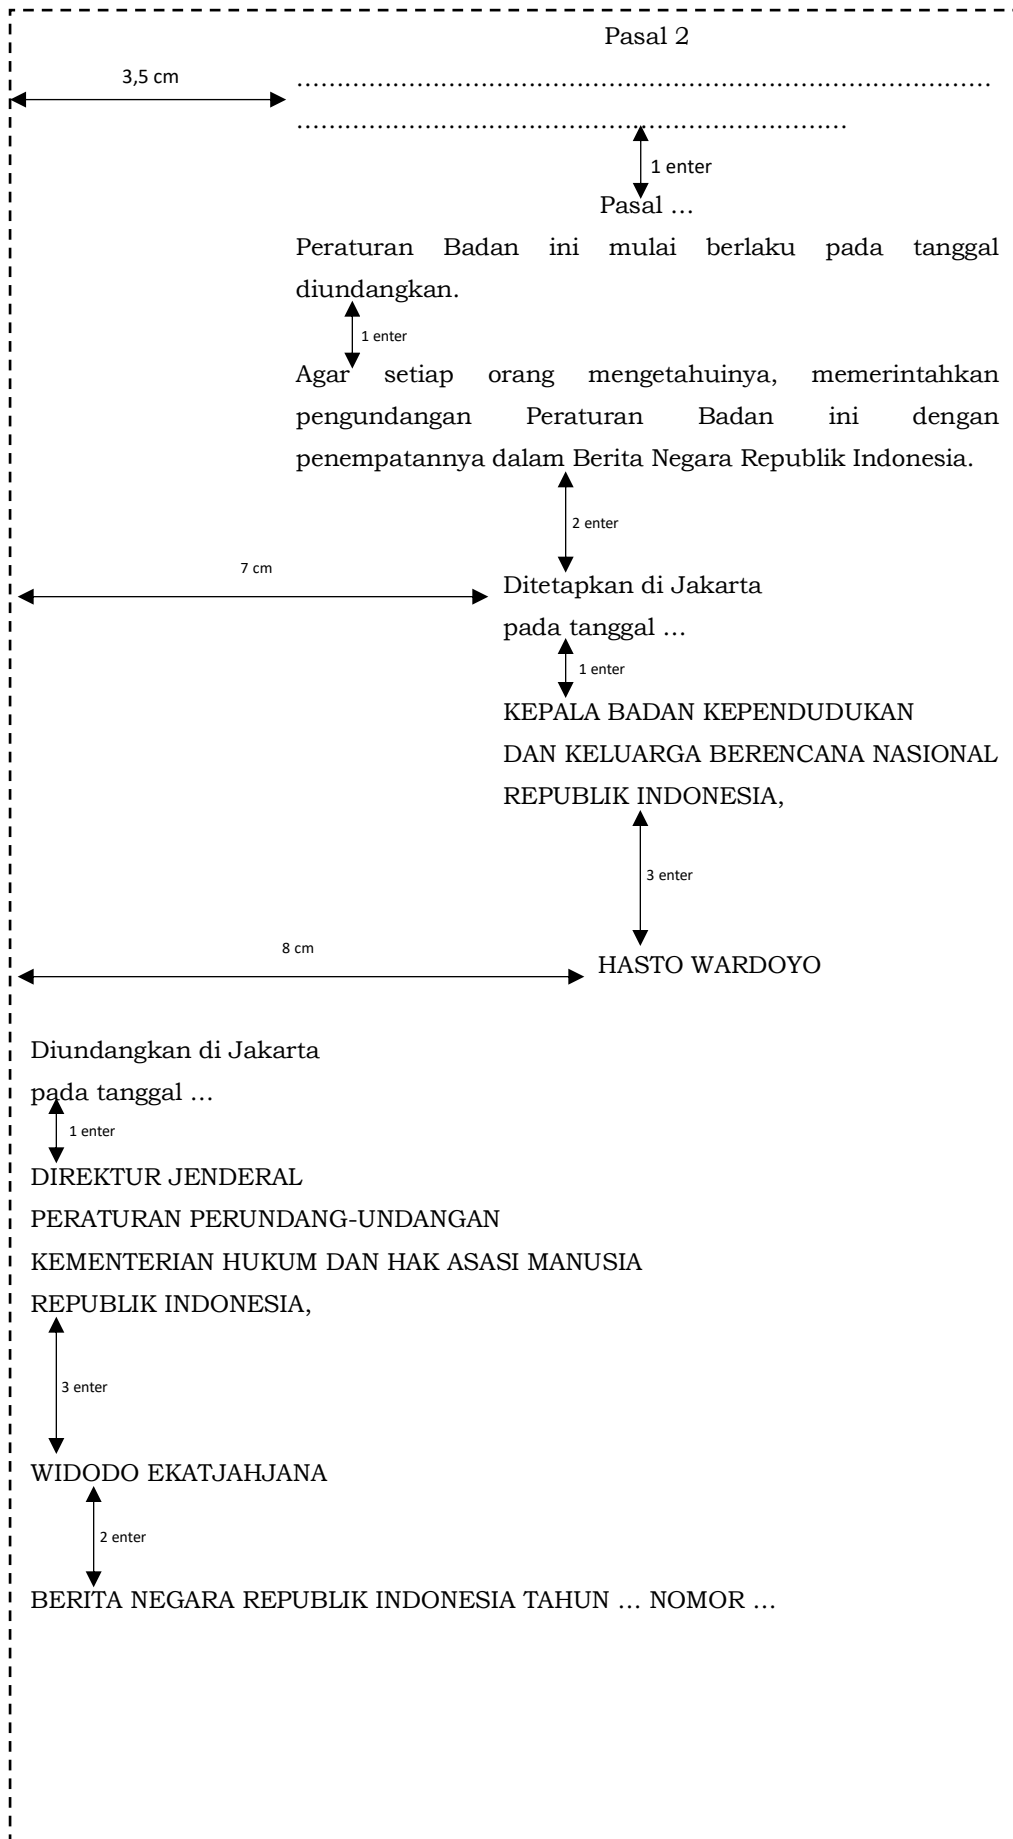 Pasal 2
3,5 cm
……………………………………………………………………………
……………………………………………………………
1 enter
Pasal …
Peraturan Badan ini mulai berlaku pada tanggal
diundangkan.
1 enter
Agar setiap orang mengetahuinya, memerintahkan
pengundangan Peraturan Badan ini dengan
penempatannya dalam Berita Negara Republik Indonesia.
2 enter
7 cm
Ditetapkan di Jakarta
pada tanggal …
1 enter
KEPALA BADAN KEPENDUDUKAN
DAN KELUARGA BERENCANA NASIONAL
REPUBLIK INDONESIA,
3 enter
8 cm
HASTO WARDOYO
Diundangkan di Jakarta
pada tanggal …
1 enter
DIREKTUR JENDERAL
PERATURAN PERUNDANG-UNDANGAN
KEMENTERIAN HUKUM DAN HAK ASASI MANUSIA
REPUBLIK INDONESIA,
3 enter
WIDODO EKATJAHJANA
2 enter
BERITA NEGARA REPUBLIK INDONESIA TAHUN … NOMOR …